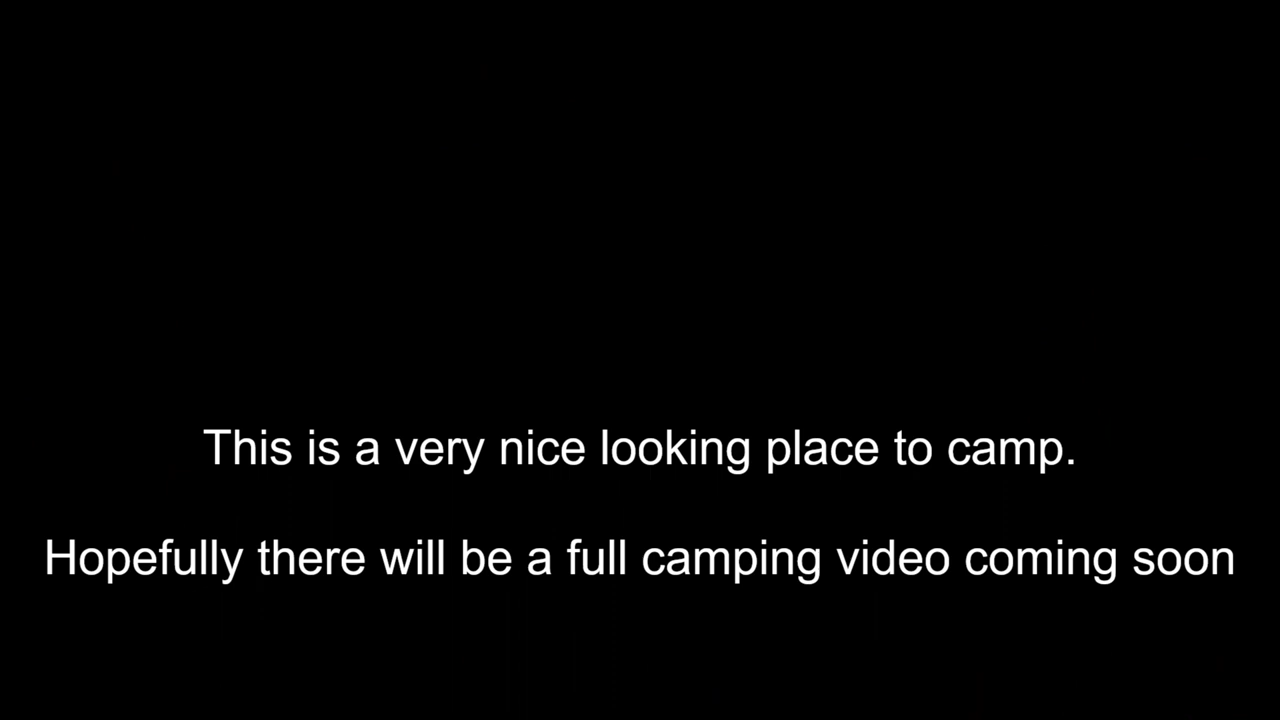 This is a very nice looking place to camp.
Hopefully there will be a full camping video coming soon